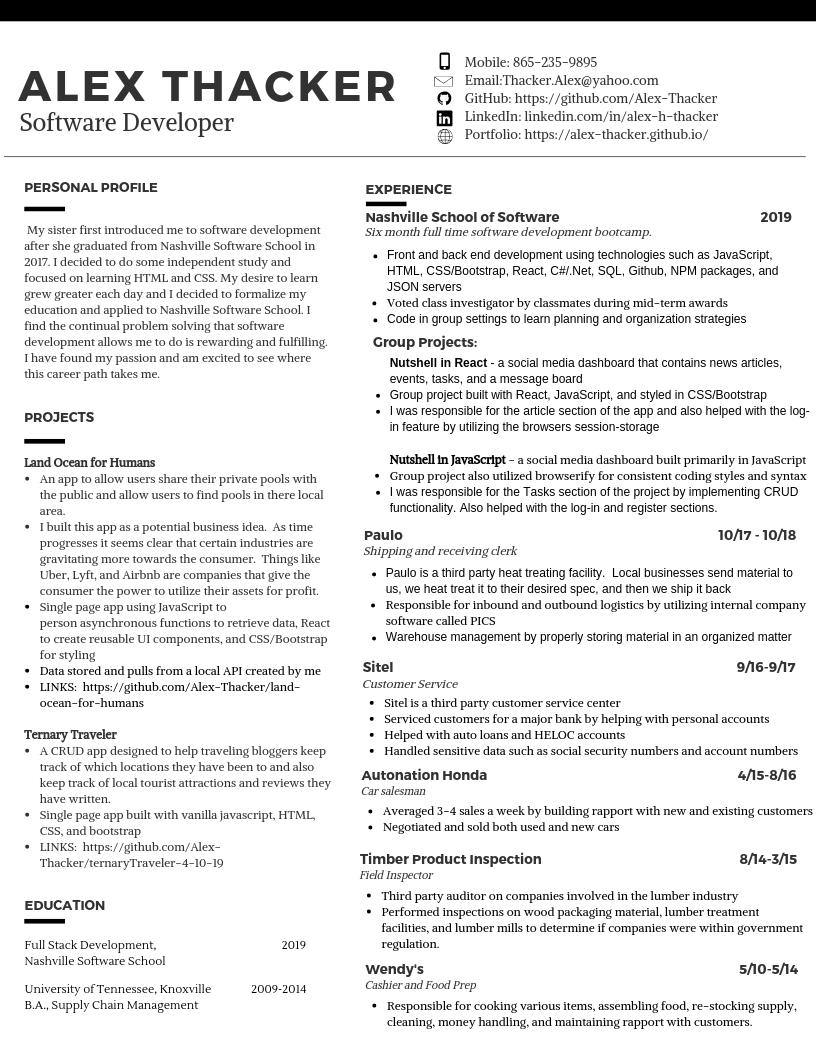 ALEX THACKER
Software Developer
Mobile: 865-235-9895
Email:Thacker.Alex@yahoo.com
GitHub: https://github.com/Alex-Thacker
LinkedIn: linkedin.com/in/alex-h-thacker
Portfolio: https://alex-thacker.github.io/
PERSONAL PROFILE
My sister first introduced me to software development
after she graduated from Nashville Software School in
2017. I decided to do some independent study and
focused on learning HTML and CSS. My desire to learn
grew greater each day and I decided to formalize my
education and applied to Nashville Software School. I
find the continual problem solving that software
development allows me to do is rewarding and fulfilling.
I have found my passion and am excited to see where
this career path takes me.
PROJECTS
Land Ocean for Humans
• An app to allow users share their private pools with
the public and allow users to find pools in there local
area.
• I built this app as a potential business idea.  As time
progresses it seems clear that certain industries are
gravitating more towards the consumer.  Things like
Uber, Lyft, and Airbnb are companies that give the
consumer the power to utilize their assets for profit.
• Single page app using JavaScript to
person asynchronous functions to retrieve data, React
to create reusable UI components, and CSS/Bootstrap
for styling
• Data stored and pulls from a local API created by me
• LINKS:  https://github.com/Alex-Thacker/land-
ocean-for-humans
Ternary Traveler
• A CRUD app designed to help traveling bloggers keep
track of which locations they have been to and also
keep track of local tourist attractions and reviews they
have written.
• Single page app built with vanilla javascript, HTML,
CSS, and bootstrap
• LINKS:  https://github.com/Alex-
Thacker/ternaryTraveler-4-10-19
EDUCATION
Full Stack Development, 2019
Nashville Software School
University of Tennessee, Knoxville 2009-2014
B.A., Supply Chain Management
EXPERIENCE
Nashville School of Software 2019
Six month full time software development bootcamp.
• Front and back end development using technologies such as JavaScript,
HTML, CSS/Bootstrap, React, C#/.Net, SQL, Github, NPM packages, and
JSON servers
• Voted class investigator by classmates during mid-term awards
• Code in group settings to learn planning and organization strategies
Group Projects:
Nutshell in React - a social media dashboard that contains news articles,
events, tasks, and a message board
• Group project built with React, JavaScript, and styled in CSS/Bootstrap
• I was responsible for the article section of the app and also helped with the log-
in feature by utilizing the browsers session-storage
Nutshell in JavaScript - a social media dashboard built primarily in JavaScript
• Group project also utilized browserify for consistent coding styles and syntax
• I was responsible for the Tasks section of the project by implementing CRUD
functionality. Also helped with the log-in and register sections.
Paulo 10/17 - 10/18
Shipping and receiving clerk
• Paulo is a third party heat treating facility.  Local businesses send material to
us, we heat treat it to their desired spec, and then we ship it back
• Responsible for inbound and outbound logistics by utilizing internal company
software called PICS
• Warehouse management by properly storing material in an organized matter
Sitel 9/16-9/17
Customer Service
• Sitel is a third party customer service center
• Serviced customers for a major bank by helping with personal accounts
• Helped with auto loans and HELOC accounts
• Handled sensitive data such as social security numbers and account numbers
Autonation Honda 4/15-8/16
Car salesman
• Averaged 3-4 sales a week by building rapport with new and existing customers
• Negotiated and sold both used and new cars
Timber Product Inspection 8/14-3/15
Field Inspector
• Third party auditor on companies involved in the lumber industry
• Performed inspections on wood packaging material, lumber treatment
facilities, and lumber mills to determine if companies were within government
regulation.
Wendy's 5/10-5/14
Cashier and Food Prep
• Responsible for cooking various items, assembling food, re-stocking supply,
cleaning, money handling, and maintaining rapport with customers.